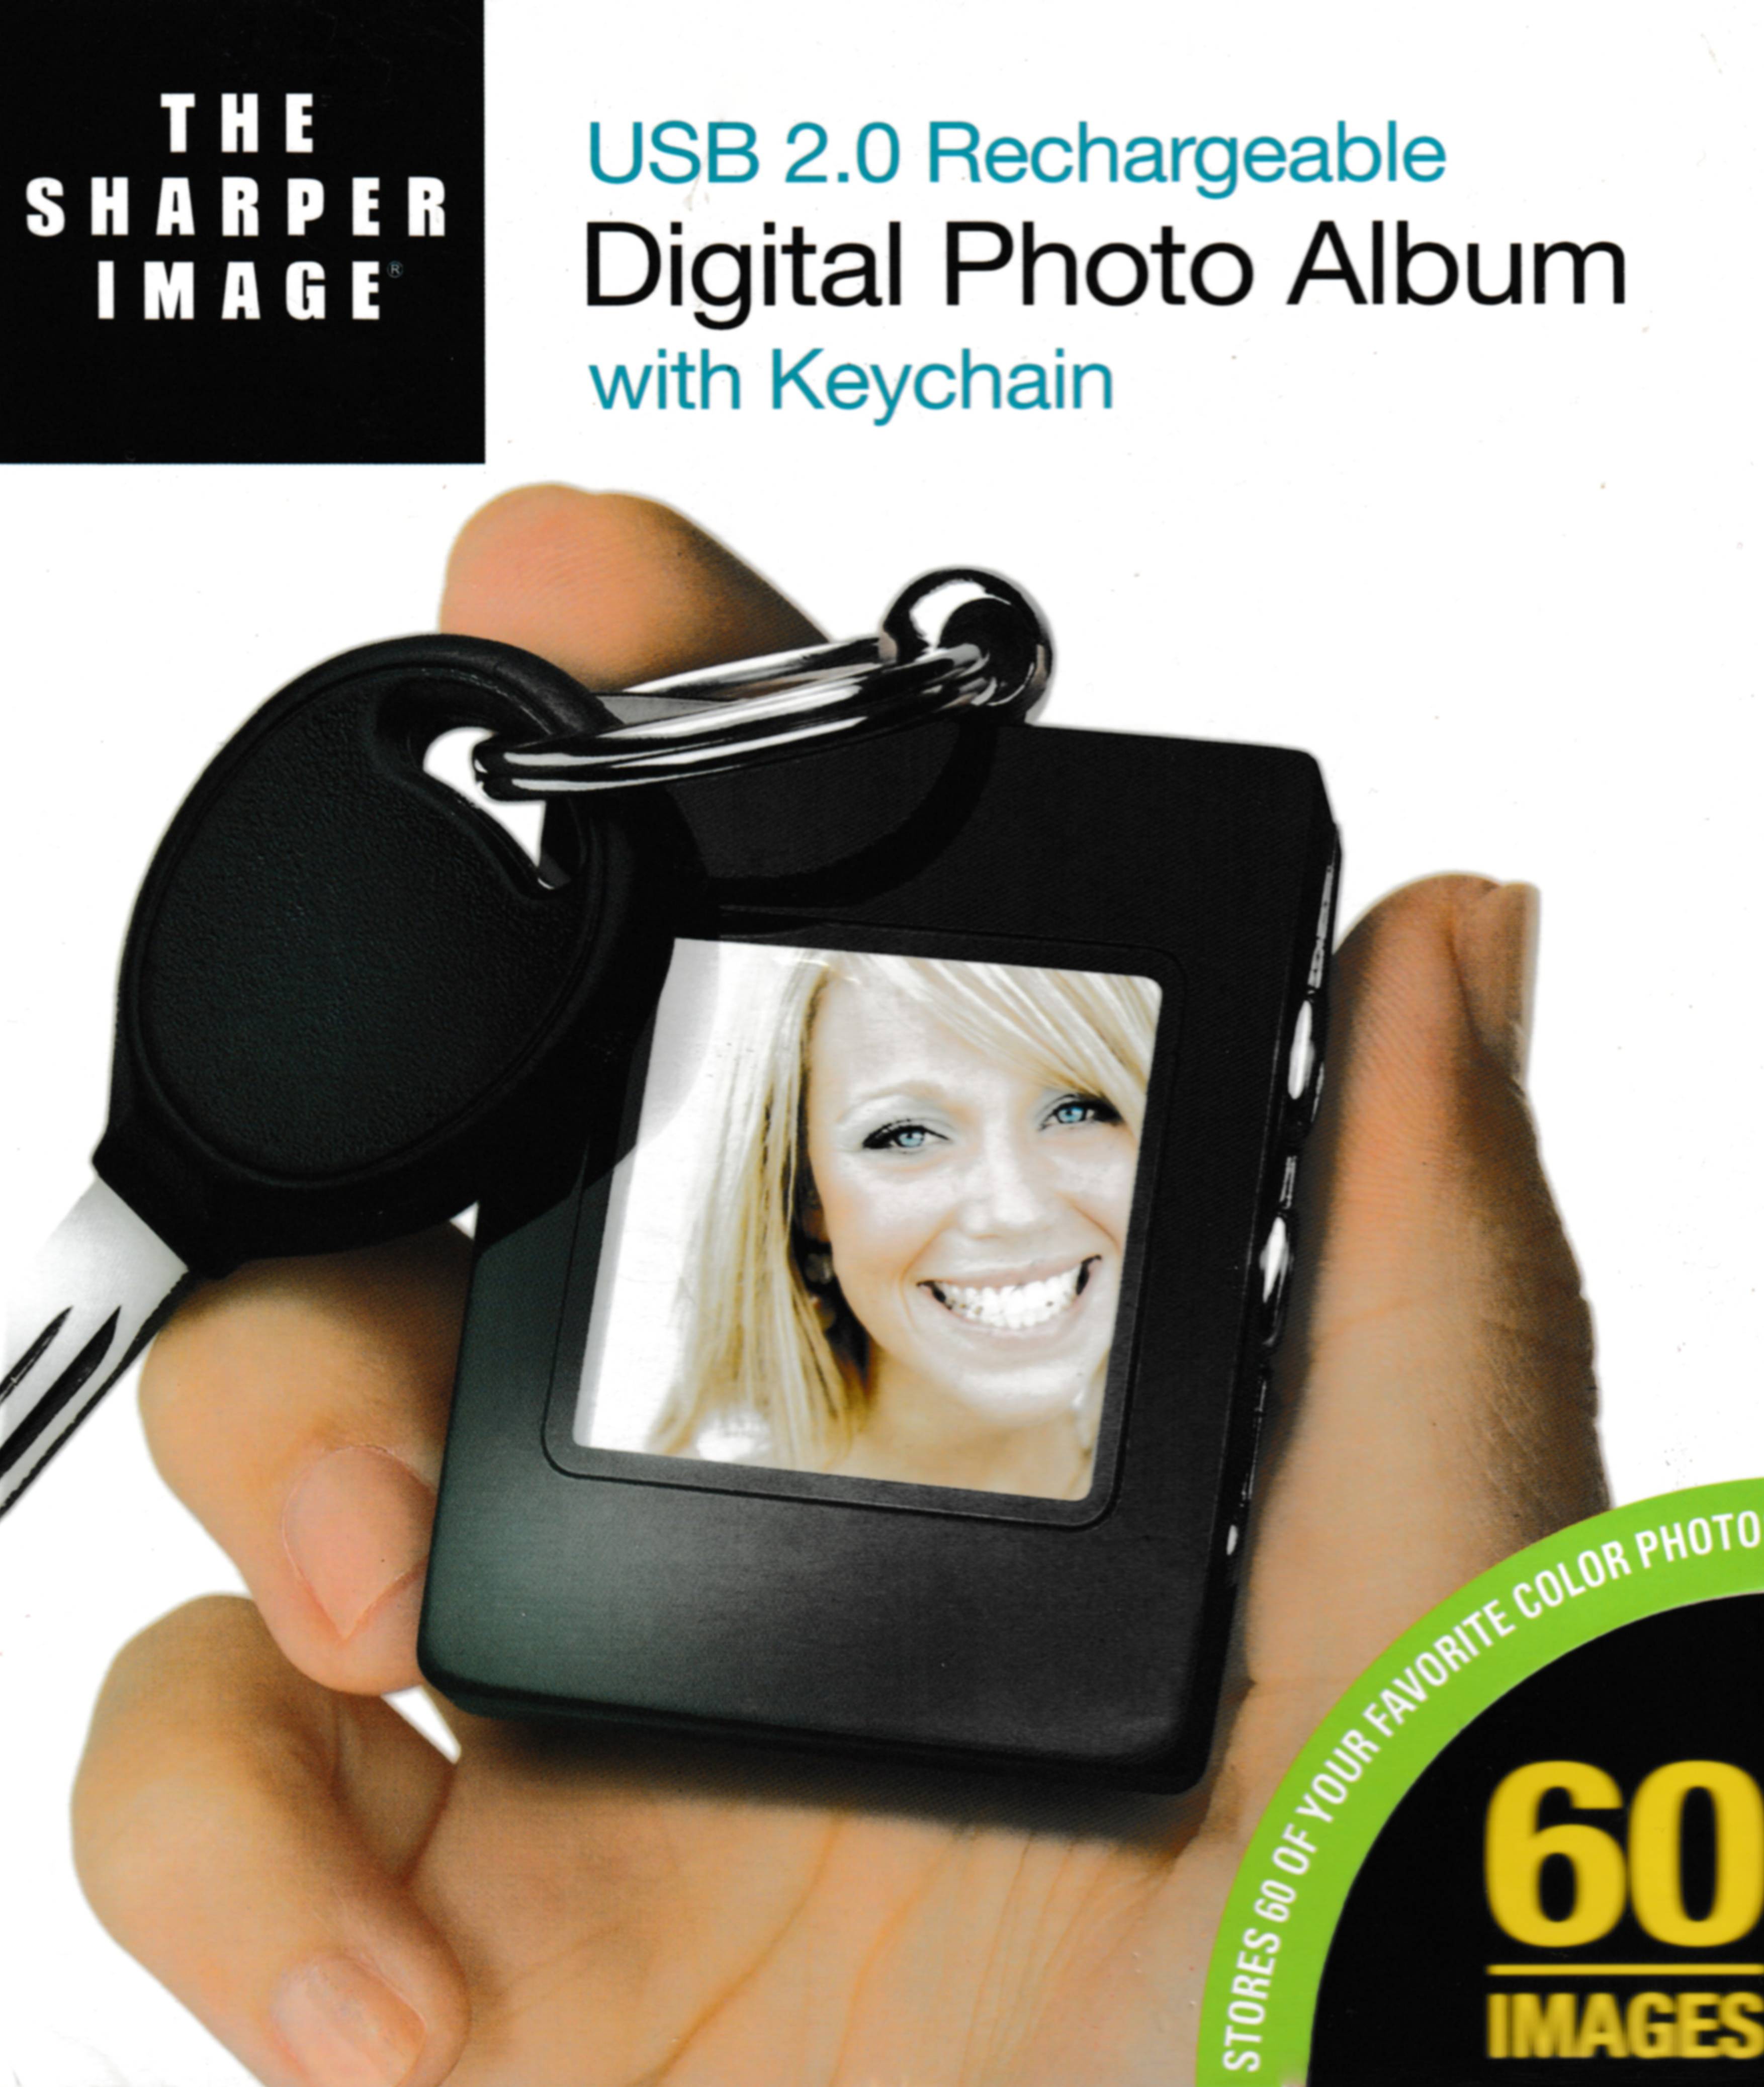 THE
SHARPER
IMAGE®
USB 2.0 Rechargeable
Digital Photo Album
with Keychain
STORES 60 OF YOUR FAVORITE COLOR PHOTO
60
IMAGES